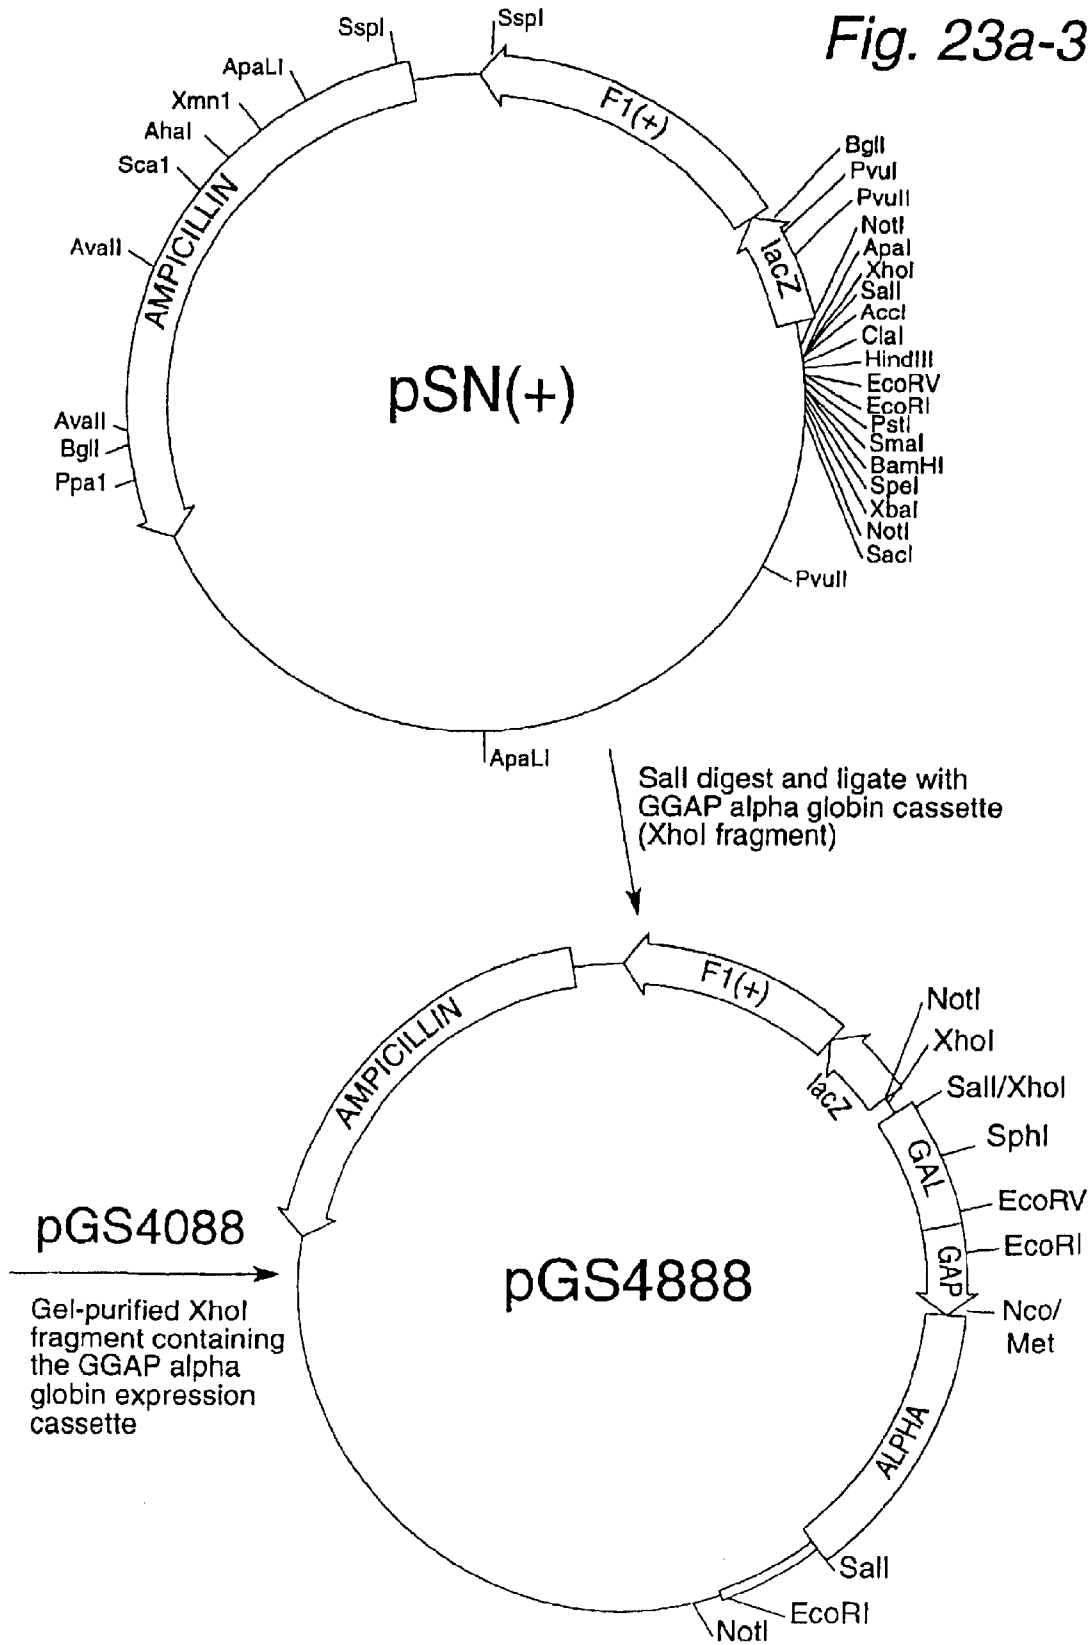 Fig. 23a-3
SspI
SspI
ApaLI
Xmn1
AhaI
Sca1
AvaII
AvaII
BglI
Ppa1
AMPICILLIN
F1(+)
lacZ
BglI
PvuI
PvuII
NotI
ApaI
XhoI
SalI
AccI
ClaI
HindIII
EcoRV
EcoRI
PstI
SmaI
BamHI
SpeI
XbaI
NotI
SacI
PvuII
pSN(+)
ApaLI
SalI digest and ligate with
GGAP alpha globin cassette
(XhoI fragment)
AMPICILLIN
F1(+)
lacZ
NotI
XhoI
SalI/XhoI
SphI
EcoRV
EcoRI
Nco/
Met
GAL
GAP
ALPHA
SalI
EcoRI
NotI
pGS4888
pGS4088
Gel-purified XhoI
fragment containing
the GGAP alpha
globin expression
cassette